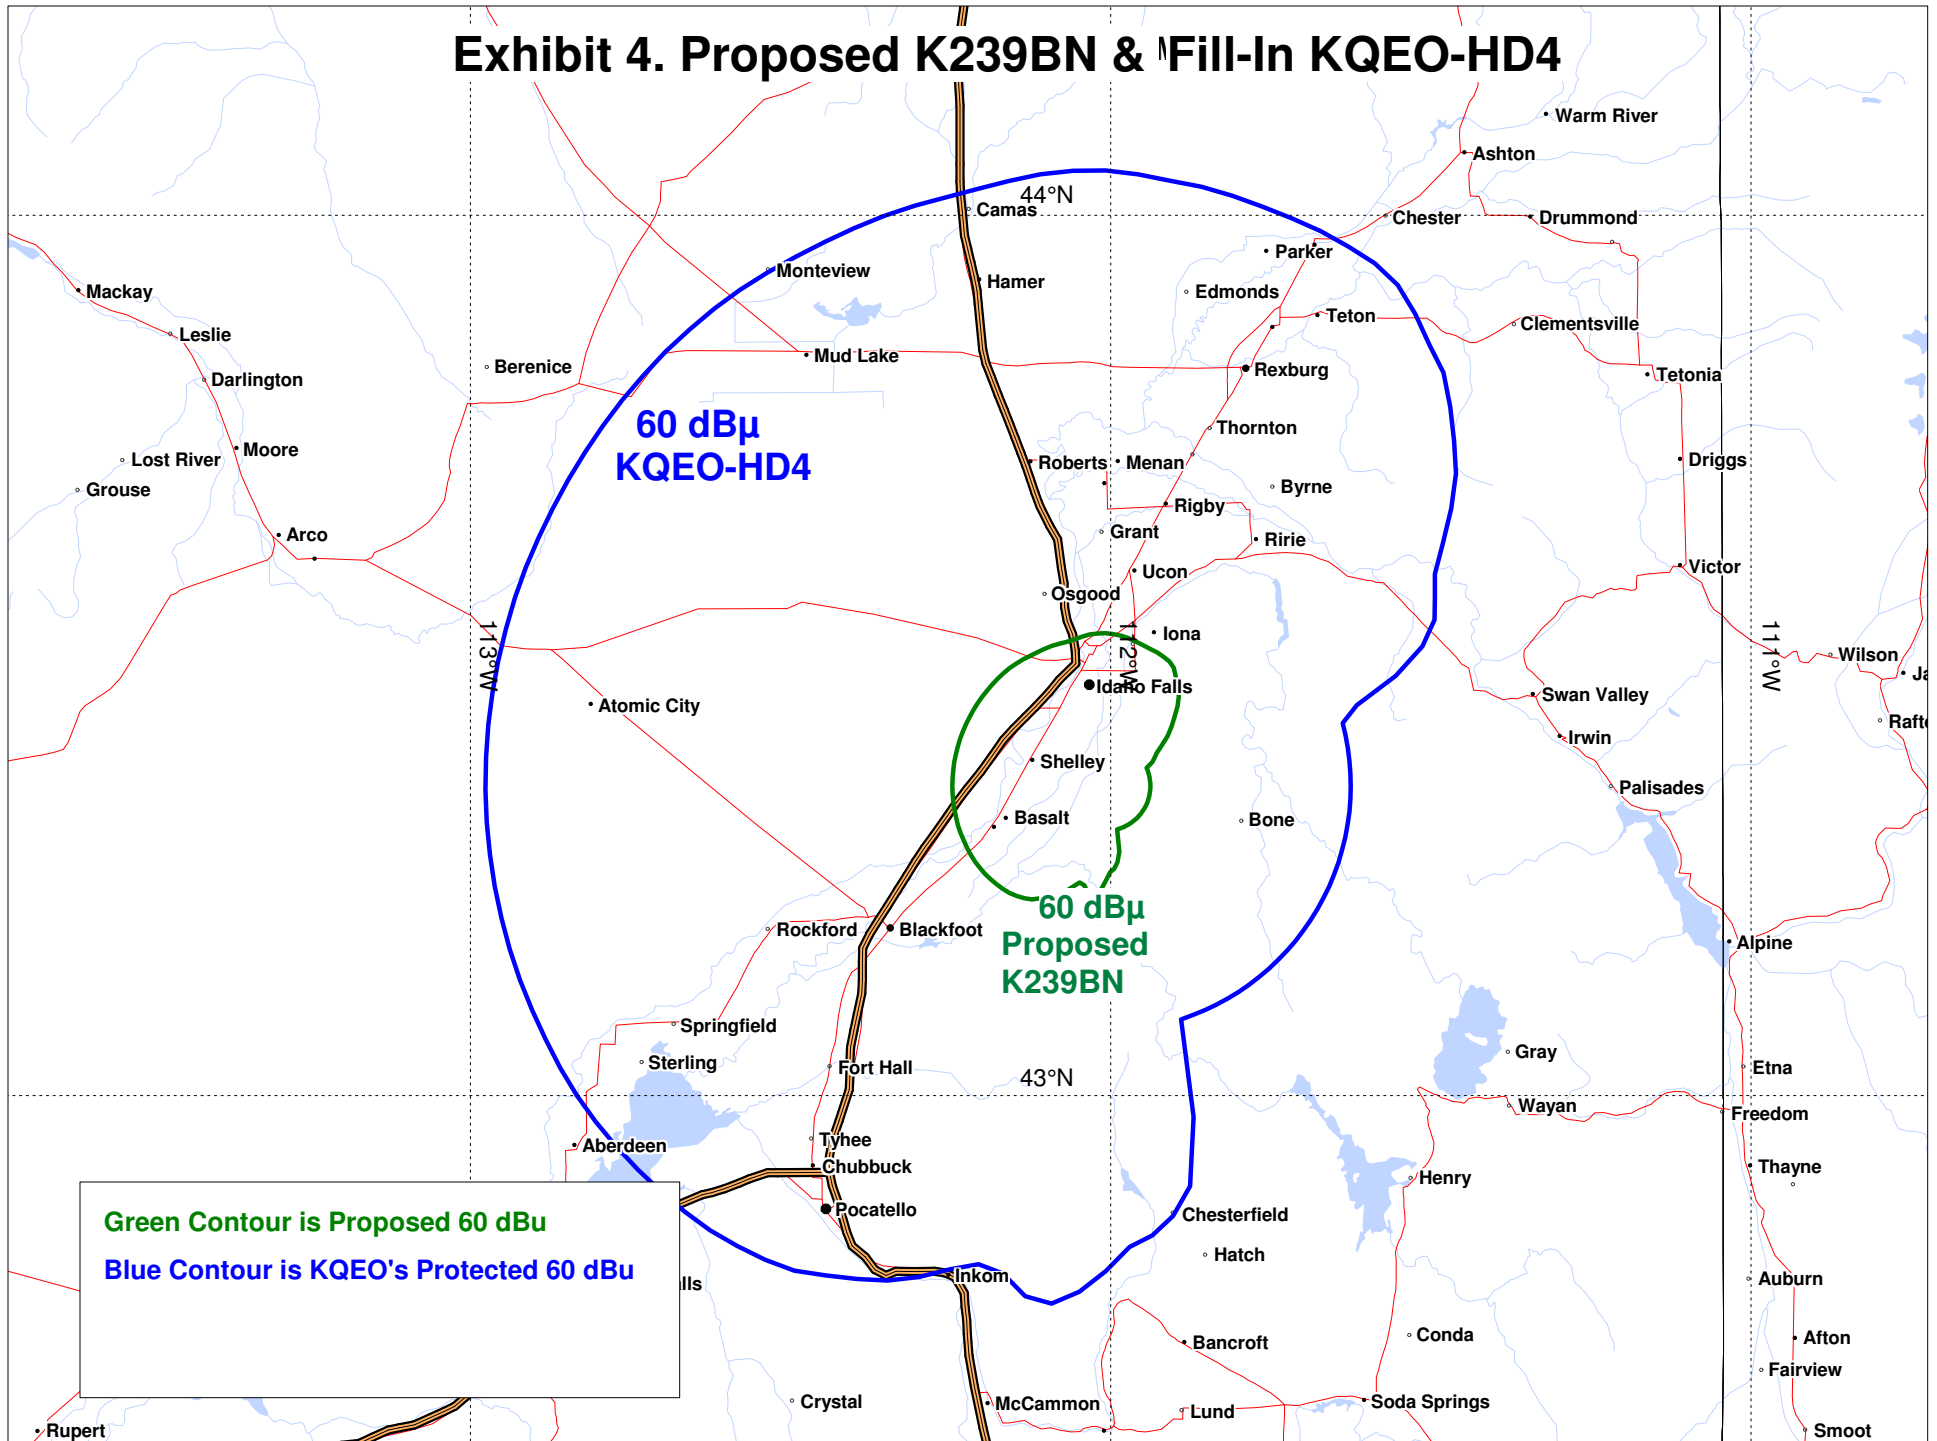 Exhibit 4. Proposed K239BN & Fill-In KQEO-HD4
Warm River
Ashton
44°N
Camas
Chester
Drummond
Parker
Monteview
Hamer
Mackay
Edmonds
Teton
Clementsville
Leslie
Mud Lake
Berenice
Rexburg
Tetonia
Darlington
60 dBµ
KQEO-HD4
Thornton
Moore
Lost River
Roberts
Menan
Driggs
Grouse
Byrne
Rigby
Arco
Grant
Ririe
Ucon
Victor
Osgood
Iona
113°W
112°W
111°W
Wilson
Ja
Idaho Falls
Swan Valley
Atomic City
Rafte
Irwin
Shelley
Palisades
Basalt
Bone
60 dBµ
Proposed
K239BN
Rockford
Blackfoot
Alpine
Springfield
Sterling
Fort Hall
43°N
Gray
Etna
Wayan
Freedom
Aberdeen
Tyhee
Chubbuck
Thayne
Henry
Pocatello
Chesterfield
Green Contour is Proposed 60 dBu
Blue Contour is KQEO's Protected 60 dBu
Hatch
lls
Inkom
Auburn
Bancroft
Conda
Afton
Fairview
Crystal
McCammon
Lund
Soda Springs
Rupert
Smoot